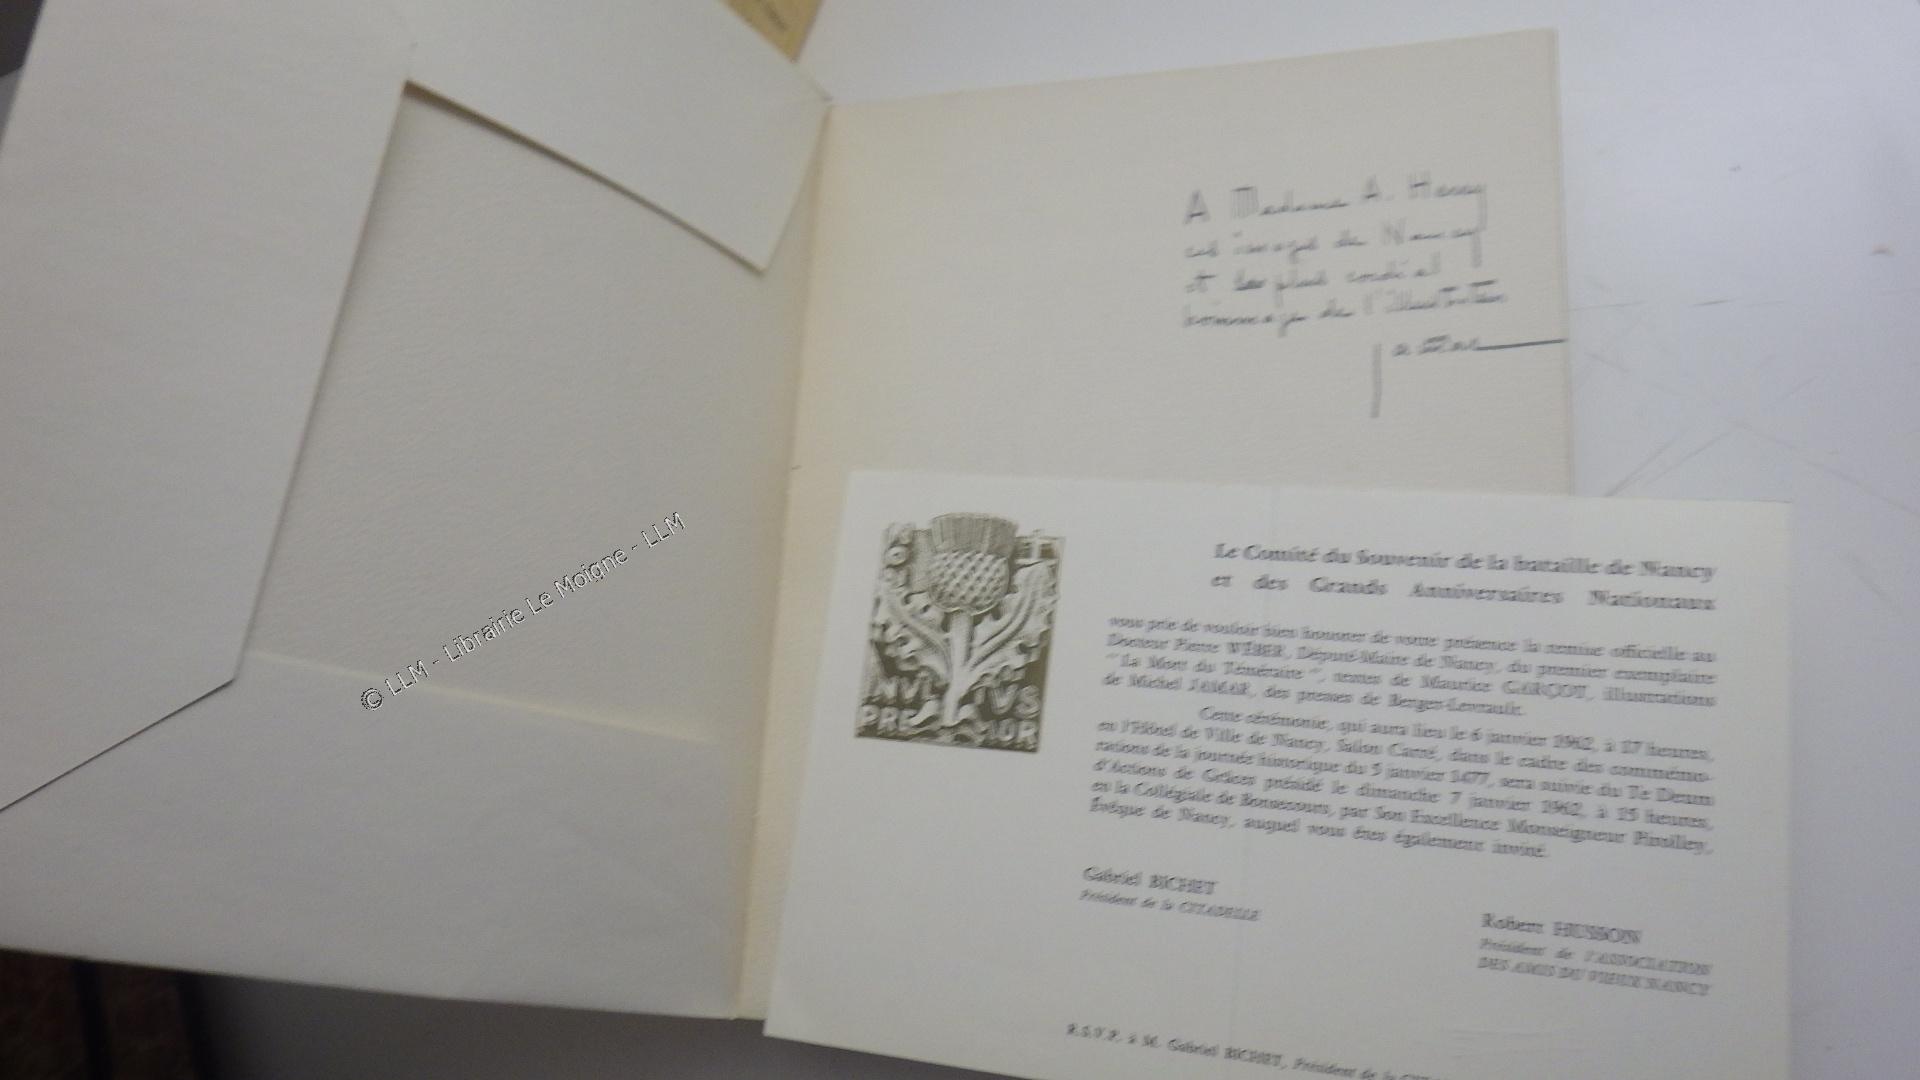 A Madame A. Henry
ces images de Nancy
et les plus cordial
hommage de l'illustrateur
Jamar
© LLM - Librairie Le Moigne - LLM
NVL VS
PRE MUR
Le Comité du Souvenir de la bataille de Nancy
et des Grands Anniversaires Nationaux
vous prie de vouloir bien honorer de votre présence la remise officielle au
Docteur Pierre WEBER, Député-Maire de Nancy, du premier exemplaire
" La Mort du Téméraire ", textes de Maurice GARÇOT, illustrations
de Michel JAMAR, des presses de Berger-Levrault.
Cette cérémonie, qui aura lieu le 6 janvier 1962, à 17 heures,
en l'Hôtel de Ville de Nancy, Salon Carré, dans le cadre des commémo-
rations de la journée historique du 5 janvier 1477, sera suivie du Te Deum
d'Actions de Grâces présidé le dimanche 7 janvier 1962, à 15 heures,
en la Collégiale de Bonsecours, par Son Excellence Monseigneur Pirolley,
Évêque de Nancy, auquel vous êtes également invité.
Gabriel BICHET
Président de la CITADELLE
Robert HUSSON
Président de l'ASSOCIATION
DES AMIS DU VIEUX NANCY
R.S.V.P. à M. Gabriel BICHET, Président de la